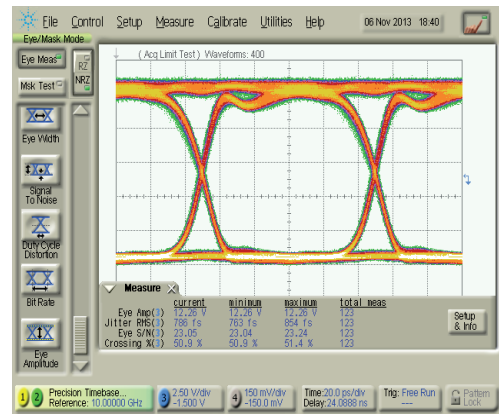 File Control Setup Measure Calibrate Utilities Help 06 Nov 2013 18:40
Eye/Mask Mode
Eye Meas
Msk Test
RZ
NRZ
( Acq Limit Test ) Waveforms: 400
Eye Width
Signal To Noise
Duty Cycle Distortion
Bit Rate
Eye Amplitude
Measure
current minimum maximum total meas
Eye Amp(3) 12.26 V 12.26 V 12.26 V 123
Jitter RMS(3) 786 fs 763 fs 854 fs 123
Eye S/N(3) 23.05 23.04 23.24 123
Crossing %(3) 50.9 % 50.9 % 51.4 % 123
Setup & Info
1 2 Precision Timebase...
Reference: 10.00000 GHz
3 2.50 V/div
-1.500 V
4 150 mV/div
-150.0 mV
Time:20.0 ps/div
Delay:24.0888 ns
Trig: Free Run
----
Pattern Lock